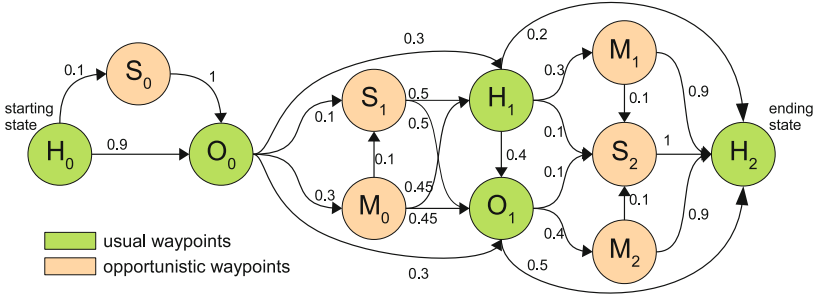 0.3
0.2
S0
M1
0.1
1
0.3
0.9
starting
state
S1
0.5
H1
0.1
ending
state
0.1
0.5
0.1
H0
0.9
O0
0.4
S2
1
H2
0.1
0.1
0.3
M0
0.45
0.45
O1
0.1
0.9
0.4
M2
usual waypoints
opportunistic waypoints
0.3
0.5